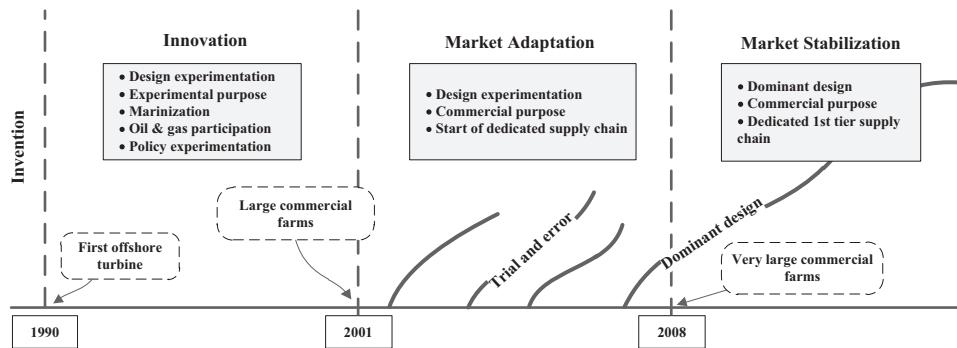 Invention
Innovation
• Design experimentation
• Experimental purpose
• Marinization
• Oil & gas participation
• Policy experimentation
First offshore
turbine
Large commercial
farms
Market Adaptation
• Design experimentation
• Commercial purpose
• Start of dedicated supply chain
Trial and error
Market Stabilization
• Dominant design
• Commercial purpose
• Dedicated 1st tier supply
chain
Dominant design
Very large commercial
farms
1990
2001
2008